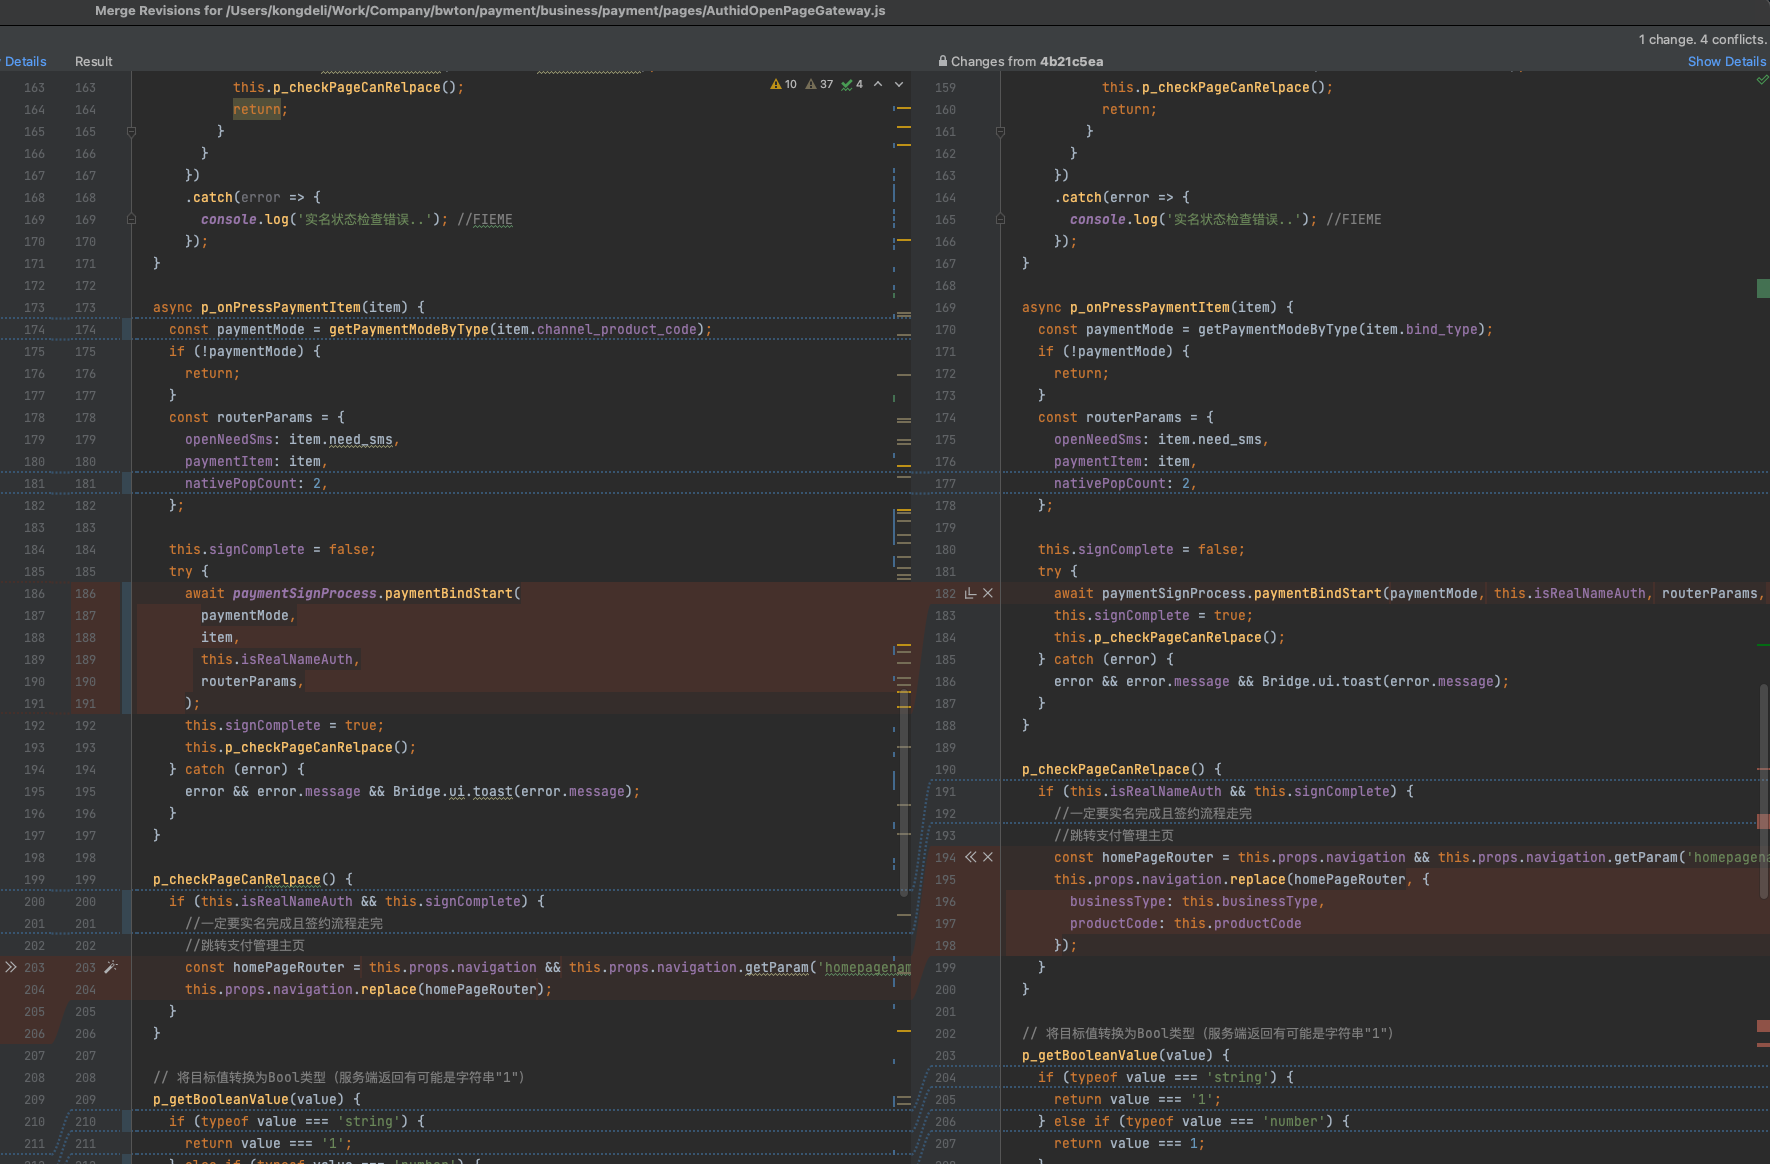 Merge Revisions for /Users/kongdeli/Work/Company/bwton/payment/business/payment/pages/AuthidOpenPageGateway.js
1 change. 4 conflicts.
Details
Result
Changes from 4b21c5ea
Show Details
10 37 4
163 163 this.p_checkPageCanRelpace();
164 164 return;
165 165 }
166 166 }
167 167 })
168 168 .catch(error => {
169 169 console.log('实名状态检查错误..'); //FIEME
170 170 });
171 171 }
172 172
173 173 async p_onPressPaymentItem(item) {
174 174 const paymentMode = getPaymentModeByType(item.channel_product_code);
175 175 if (!paymentMode) {
176 176 return;
177 177 }
178 178 const routerParams = {
179 179 openNeedSms: item.need_sms,
180 180 paymentItem: item,
181 181 nativePopCount: 2,
182 182 };
183 183
184 184 this.signComplete = false;
185 185 try {
186 186 await paymentSignProcess.paymentBindStart(
187 187 paymentMode,
188 188 item,
189 189 this.isRealNameAuth,
190 190 routerParams,
191 191 );
192 192 this.signComplete = true;
193 193 this.p_checkPageCanRelpace();
194 194 } catch (error) {
195 195 error && error.message && Bridge.ui.toast(error.message);
196 196 }
197 197 }
198 198
199 199 p_checkPageCanRelpace() {
200 200 if (this.isRealNameAuth && this.signComplete) {
201 201 //一定要实名完成且签约流程走完
202 202 //跳转支付管理主页
203 203 const homePageRouter = this.props.navigation && this.props.navigation.getParam('homepagenam
204 204 this.props.navigation.replace(homePageRouter);
205 205 }
206 206 }
207 207
208 208 // 将目标值转换为Bool类型（服务端返回有可能是字符串"1"）
209 209 p_getBooleanValue(value) {
210 210 if (typeof value === 'string') {
211 211 return value === '1';
} else if (typeof value === 'number') {
159 this.p_checkPageCanRelpace();
160 return;
161 }
162 }
163 })
164 .catch(error => {
165 console.log('实名状态检查错误..'); //FIEME
166 });
167 }
168
169 async p_onPressPaymentItem(item) {
170 const paymentMode = getPaymentModeByType(item.bind_type);
171 if (!paymentMode) {
172 return;
173 }
174 const routerParams = {
175 openNeedSms: item.need_sms,
176 paymentItem: item,
177 nativePopCount: 2,
178 };
179
180 this.signComplete = false;
181 try {
182 await paymentSignProcess.paymentBindStart(paymentMode, this.isRealNameAuth, routerParams,
183 this.signComplete = true;
184 this.p_checkPageCanRelpace();
185 } catch (error) {
186 error && error.message && Bridge.ui.toast(error.message);
187 }
188 }
189
190 p_checkPageCanRelpace() {
191 if (this.isRealNameAuth && this.signComplete) {
192 //一定要实名完成且签约流程走完
193 //跳转支付管理主页
194 const homePageRouter = this.props.navigation && this.props.navigation.getParam('homepagena
195 this.props.navigation.replace(homePageRouter, {
196 businessType: this.businessType,
197 productCode: this.productCode
198 });
199 }
200 }
201
202 // 将目标值转换为Bool类型（服务端返回有可能是字符串"1"）
203 p_getBooleanValue(value) {
204 if (typeof value === 'string') {
205 return value === '1';
206 } else if (typeof value === 'number') {
207 return value === 1;